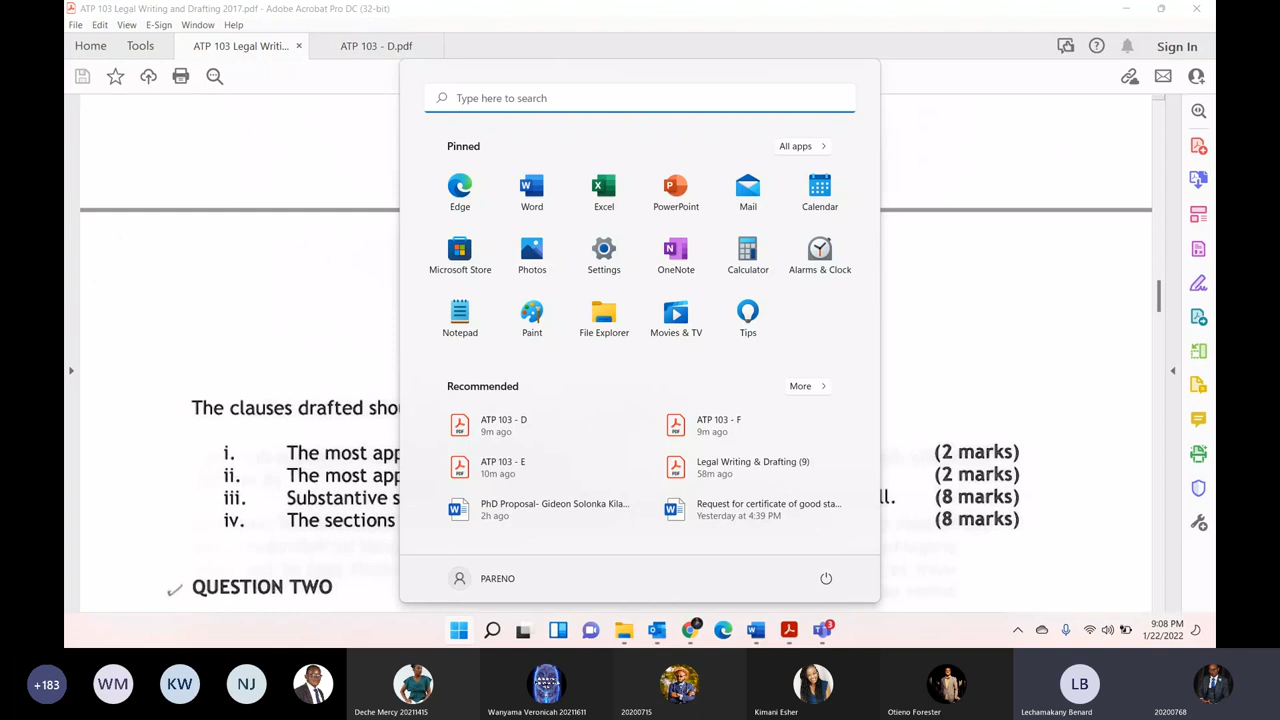 ATP 103 Legal Writing and Drafting 2017.pdf - Adobe Acrobat Pro DC (32-bit)
File Edit View E-Sign Window Help
Home Tools ATP 103 Legal Writi... × ATP 103 - D.pdf Sign In
Type here to search
Pinned All apps >
Edge Word Excel PowerPoint Mail Calendar
Microsoft Store Photos Settings OneNote Calculator Alarms & Clock
Notepad Paint File Explorer Movies & TV Tips
Recommended More >
ATP 103 - D
9m ago
ATP 103 - F
9m ago
ATP 103 - E
10m ago
Legal Writing & Drafting (9)
58m ago
PhD Proposal- Gideon Solonka Kila...
2h ago
Request for certificate of good sta...
Yesterday at 4:39 PM
PARENO
The clauses drafted shou
i. The most app (2 marks)
ii. The most app (2 marks)
iii. Substantive s ll. (8 marks)
iv. The sections (8 marks)
QUESTION TWO
3
9:08 PM
1/22/2022
+183 WM KW NJ LB
Deche Mercy 20211415 Wanyama Veronicah 20211611 20200715 Kimani Esher Otieno Forester Lechamakany Benard 20200768